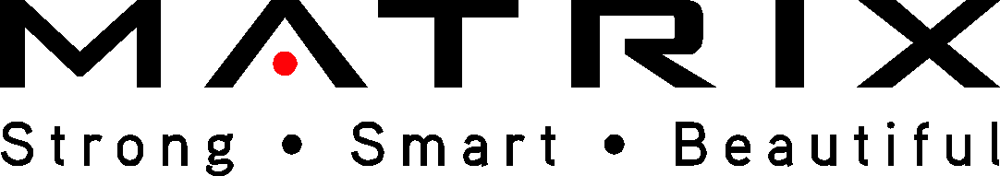 MATRIX
Strong • Smart • Beautiful